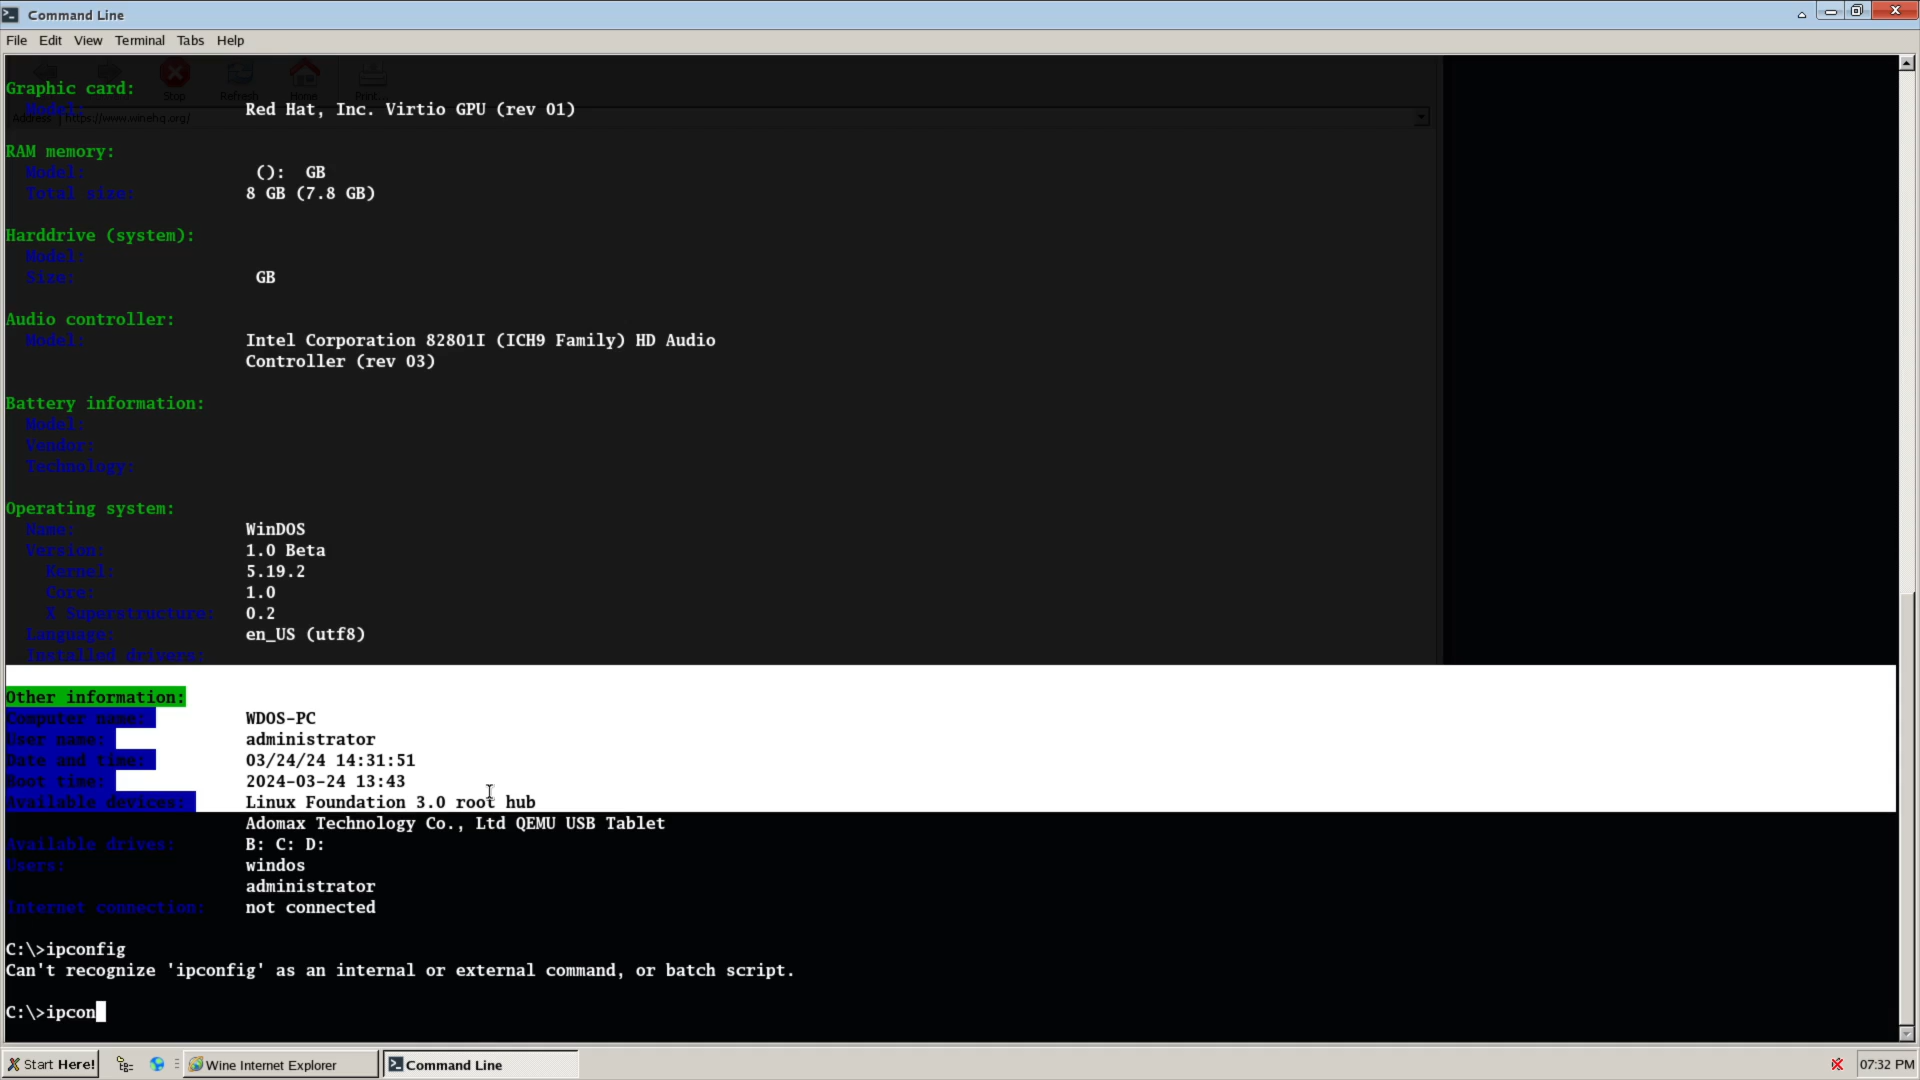 Command Line
File Edit View Terminal Tabs Help
Stop Refresh Home Print...
Graphic card:
Model: Red Hat, Inc. Virtio GPU (rev 01)
Address https://www.winehq.org/
RAM memory:
Model: (): GB
Total size: 8 GB (7.8 GB)
Harddrive (system):
Model:
Size: GB
Audio controller:
Model: Intel Corporation 82801I (ICH9 Family) HD Audio
Controller (rev 03)
Battery information:
Model:
Vendor:
Technology:
Operating system:
Name: WinDOS
Version: 1.0 Beta
Kernel: 5.19.2
Core: 1.0
X Superstructure: 0.2
Language: en_US (utf8)
Installed drivers:
Other information:
Computer name: WDOS-PC
User name: administrator
Date and time: 03/24/24 14:31:51
Boot time: 2024-03-24 13:43
Available devices: Linux Foundation 3.0 root hub
Adomax Technology Co., Ltd QEMU USB Tablet
Available drives: B: C: D:
Users: windos
administrator
Internet connection: not connected
C:\>ipconfig
Can't recognize 'ipconfig' as an internal or external command, or batch script.
C:\>ipcon
Start Here! Wine Internet Explorer Command Line 07:32 PM